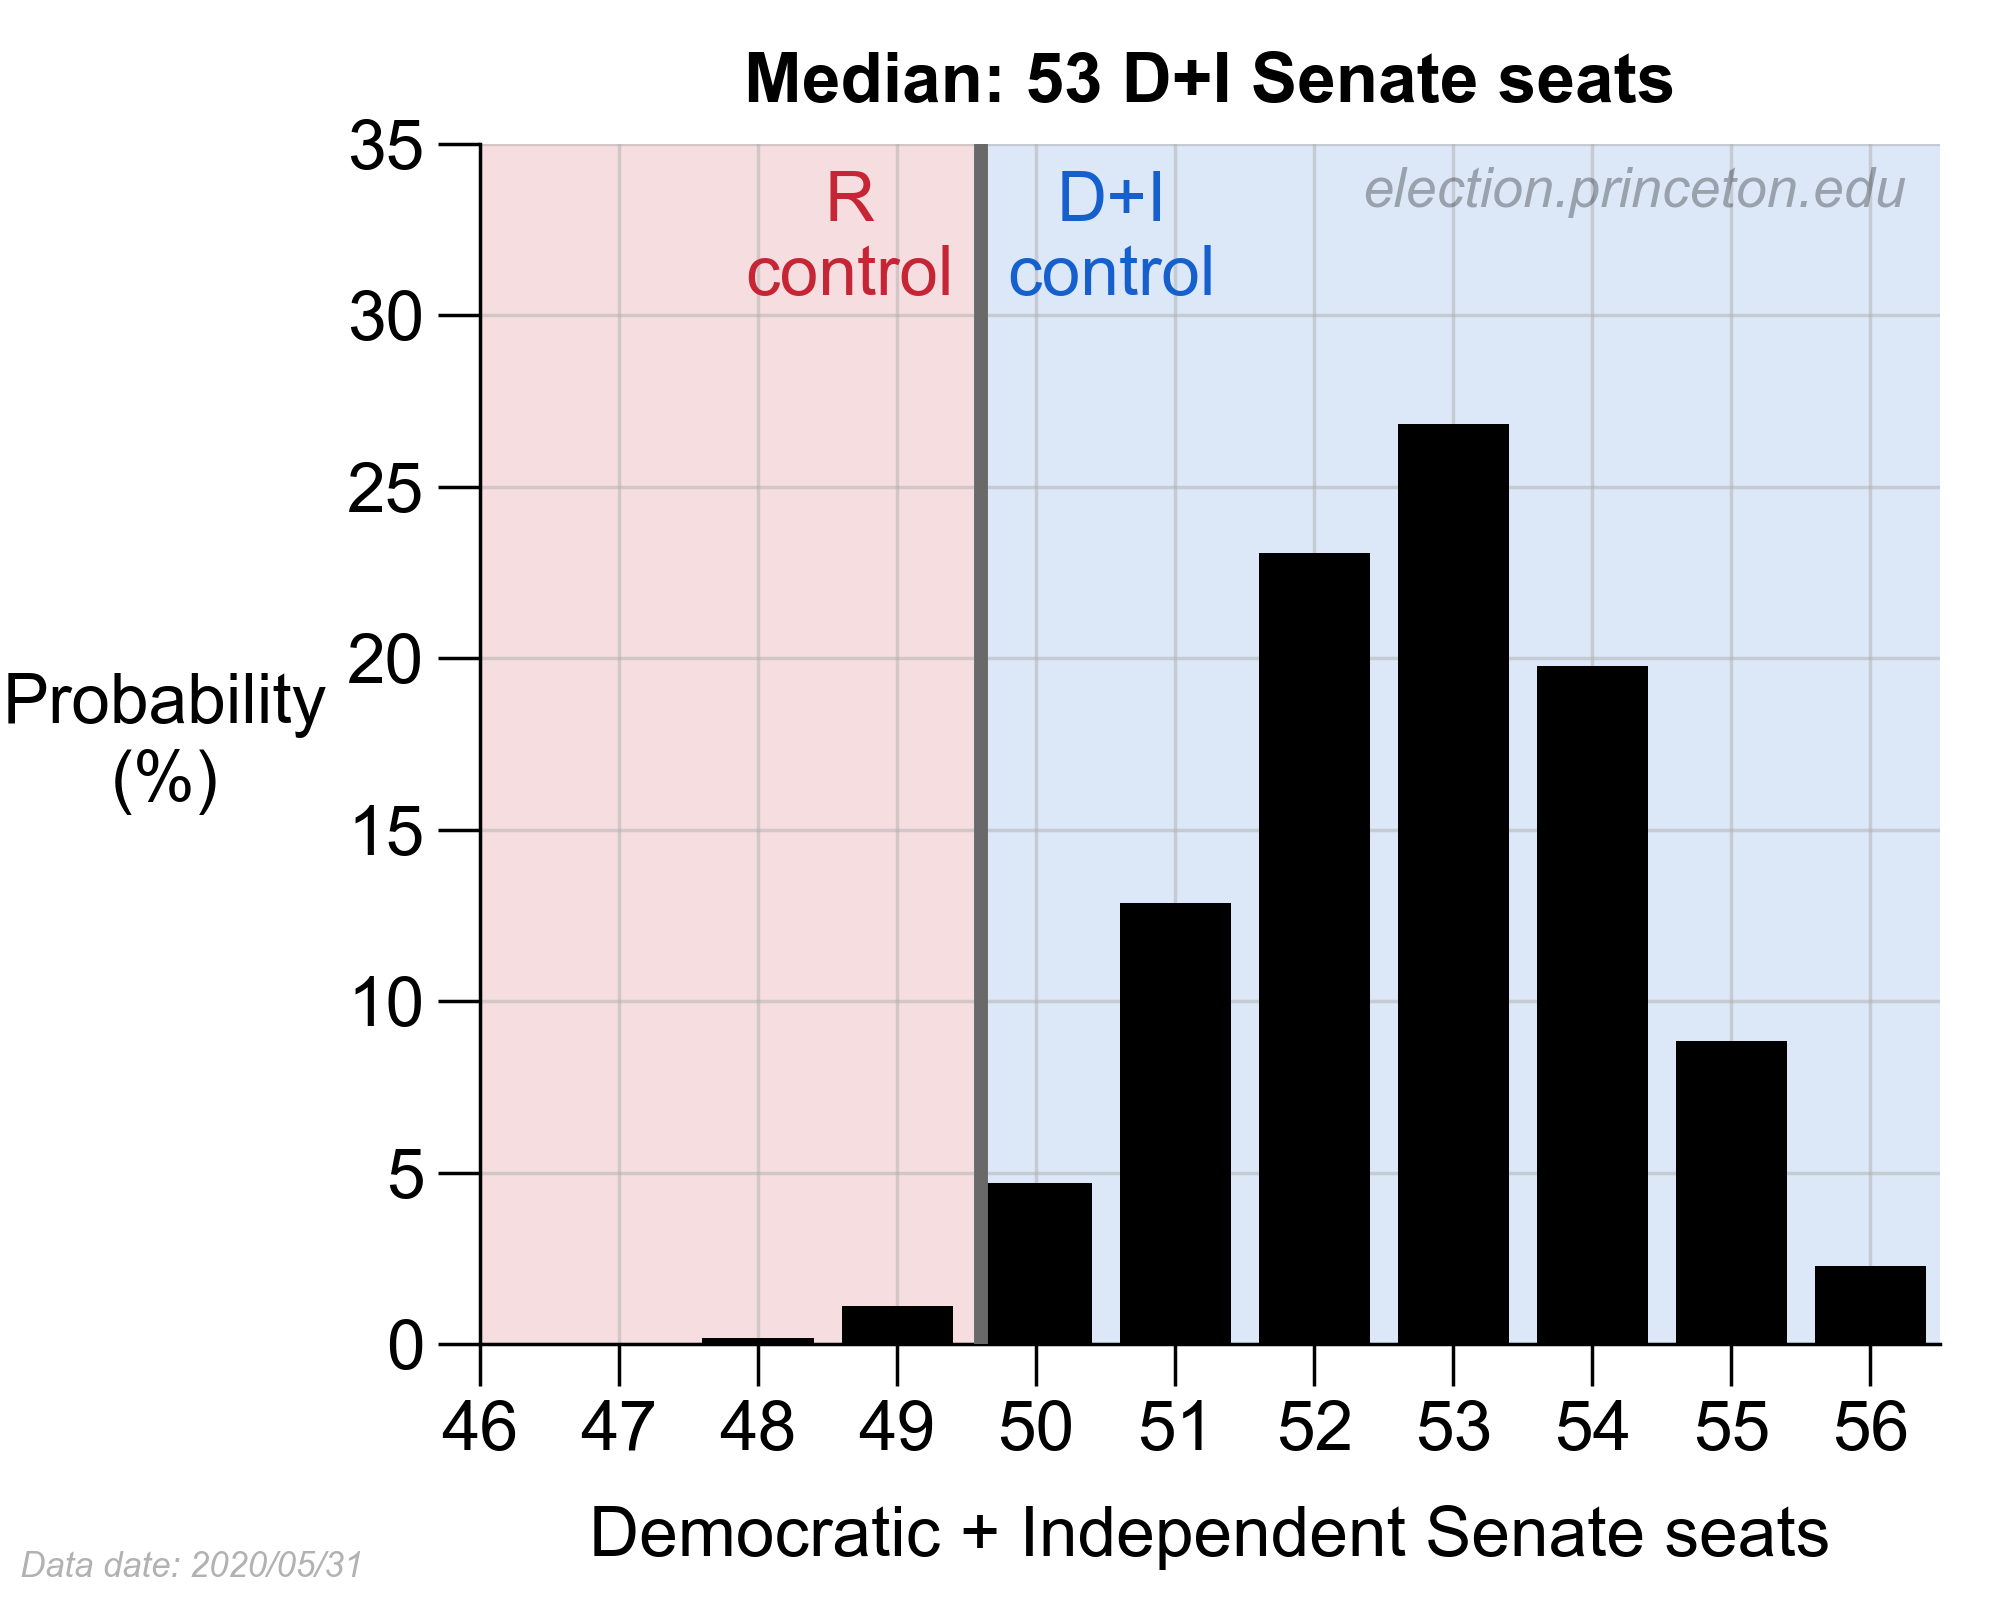 Median: 53 D+I Senate seats
election.princeton.edu
R
control
D+I
control
35
30
25
20
15
10
5
0
Probability
(%)
46 47 48 49 50 51 52 53 54 55 56
Democratic + Independent Senate seats
Data date: 2020/05/31